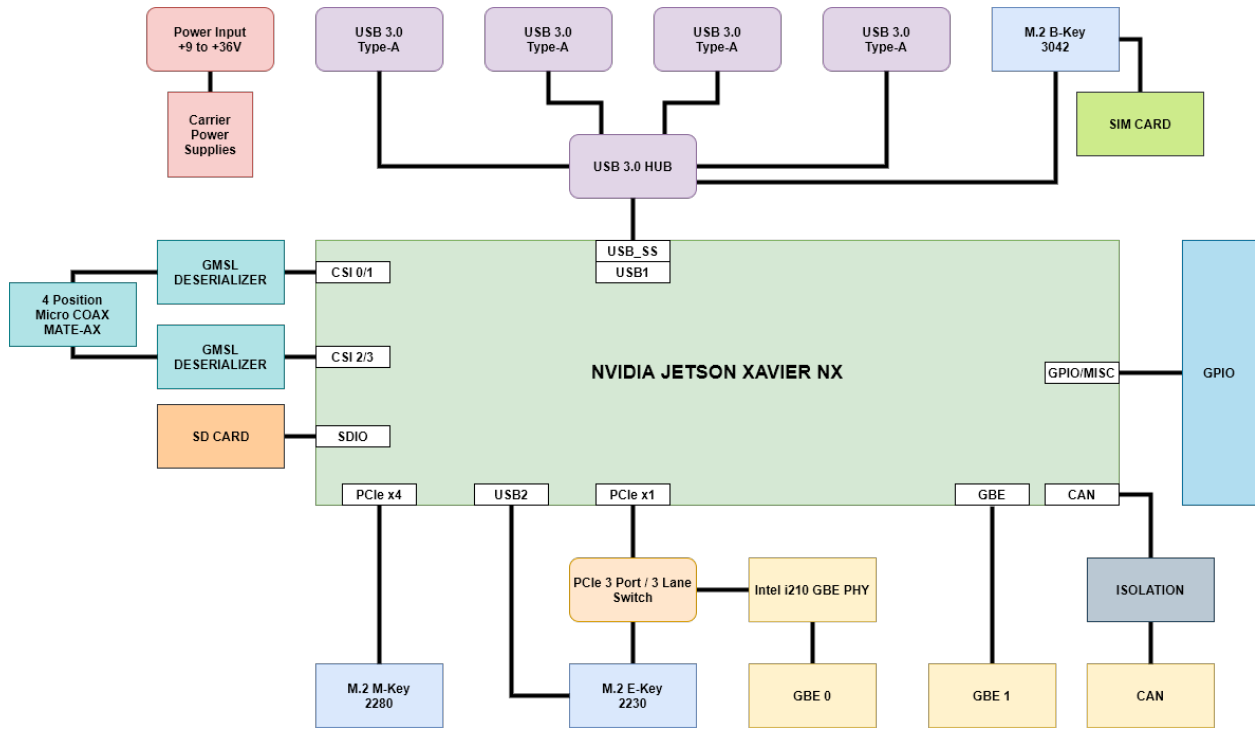 Power Input
+9 to +36V
USB 3.0
Type-A
USB 3.0
Type-A
USB 3.0
Type-A
USB 3.0
Type-A
M.2 B-Key
3042
Carrier
Power
Supplies
SIM CARD
USB 3.0 HUB
USB_SS
USB1
GMSL
DESERIALIZER
CSI 0/1
4 Position
Micro COAX
MATE-AX
GMSL
DESERIALIZER
CSI 2/3
NVIDIA JETSON XAVIER NX
GPIO/MISC
GPIO
SD CARD
SDIO
PCIe x4
USB2
PCIe x1
GBE
CAN
PCIe 3 Port / 3 Lane
Switch
Intel i210 GBE PHY
ISOLATION
M.2 M-Key
2280
M.2 E-Key
2230
GBE 0
GBE 1
CAN